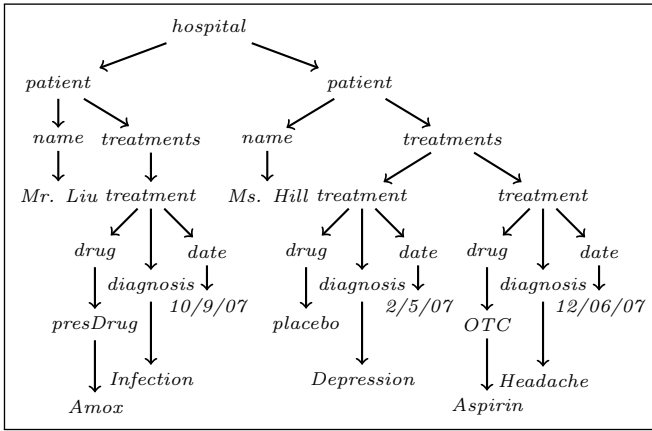 hospital
patient patient
name treatments name treatments
Mr. Liu treatment Ms. Hill treatment treatment
drug date drug date drug date
diagnosis diagnosis diagnosis
10/9/07 2/5/07 12/06/07
presDrug placebo OTC
Infection Depression Headache
Amox Aspirin